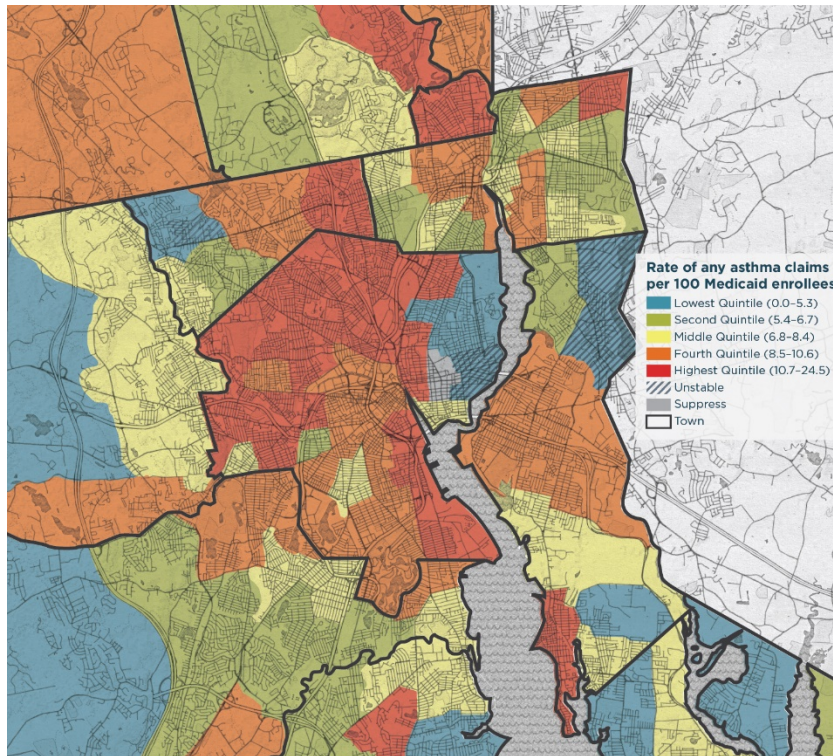 Rate of any asthma claims
per 100 Medicaid enrollees
Lowest Quintile (0.0–5.3)
Second Quintile (5.4–6.7)
Middle Quintile (6.8–8.4)
Fourth Quintile (8.5–10.6)
Highest Quintile (10.7–24.5)
Unstable
Suppress
Town